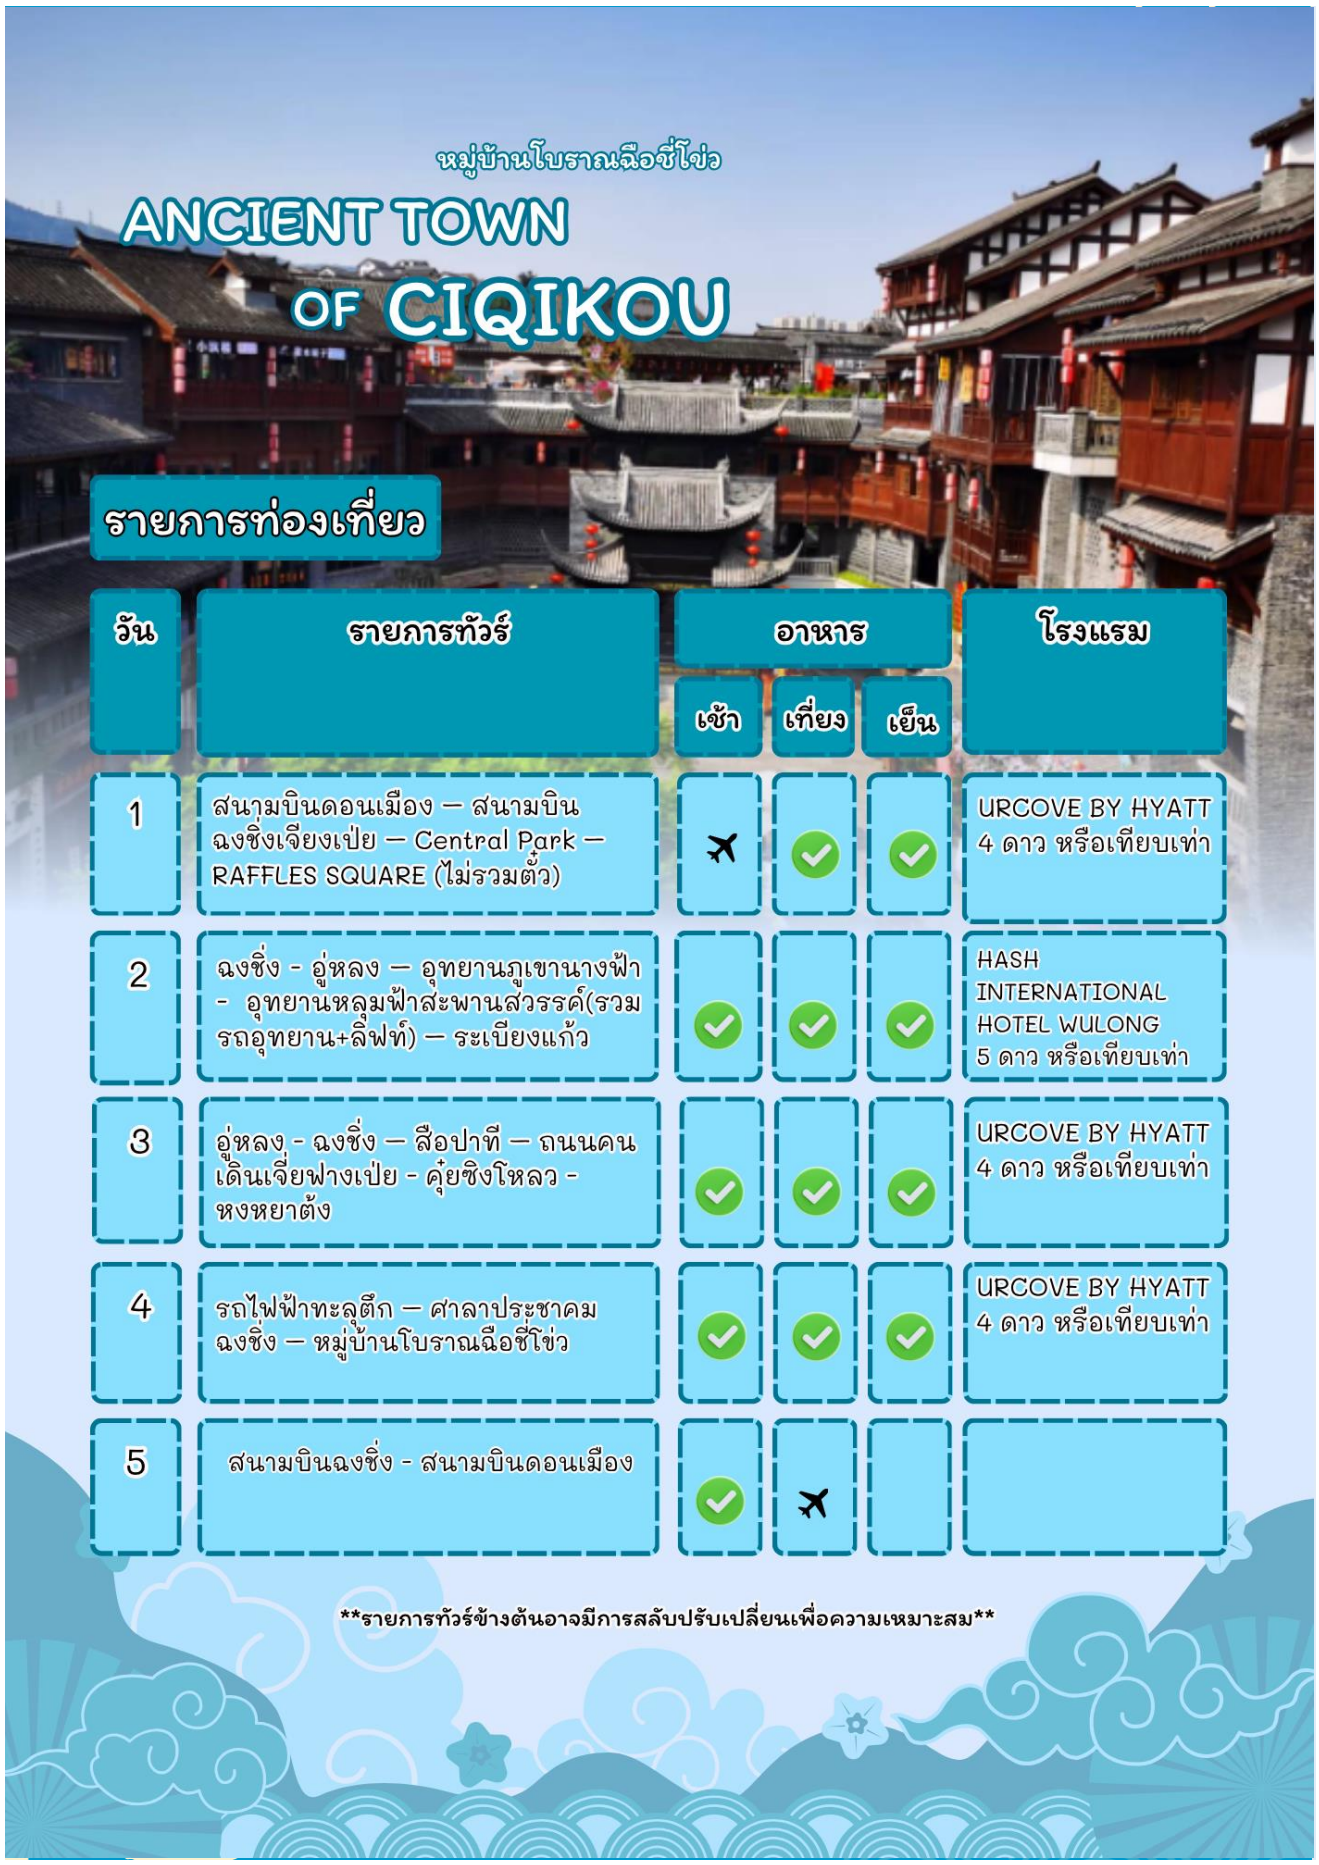 หมู่บ้านโบราณฉือชี่โข่ว
ANCIENT TOWN
OF CIQIKOU
รายการท่องเที่ยว
วัน
รายการทัวร์
อาหาร
โรงแรม
เช้า
เที่ยง
เย็น
1
สนามบินดอนเมือง – สนามบิน
ฉงชิ่งเจียงเป่ย – Central Park –
RAFFLES SQUARE (ไม่รวมตั๋ว)
URCOVE BY HYATT
4 ดาว หรือเทียบเท่า
2
ฉงชิ่ง - อู่หลง – อุทยานภูเขานางฟ้า
- อุทยานหลุมฟ้าสะพานสวรรค์(รวม
รถอุทยาน+ลิฟท์) – ระเบียงแก้ว
HASH
INTERNATIONAL
HOTEL WULONG
5 ดาว หรือเทียบเท่า
3
อู่หลง - ฉงชิ่ง – สือปาที – ถนนคน
เดินเจี่ยฟางเป่ย - คุ๋ยซิงโหลว -
หงหยาต้ง
URCOVE BY HYATT
4 ดาว หรือเทียบเท่า
4
รถไฟฟ้าทะลุตึก – ศาลาประชาคม
ฉงชิ่ง – หมู่บ้านโบราณฉือชี่โข่ว
URCOVE BY HYATT
4 ดาว หรือเทียบเท่า
5
สนามบินฉงชิ่ง - สนามบินดอนเมือง
**รายการทัวร์ข้างต้นอาจมีการสลับปรับเปลี่ยนเพื่อความเหมาะสม**